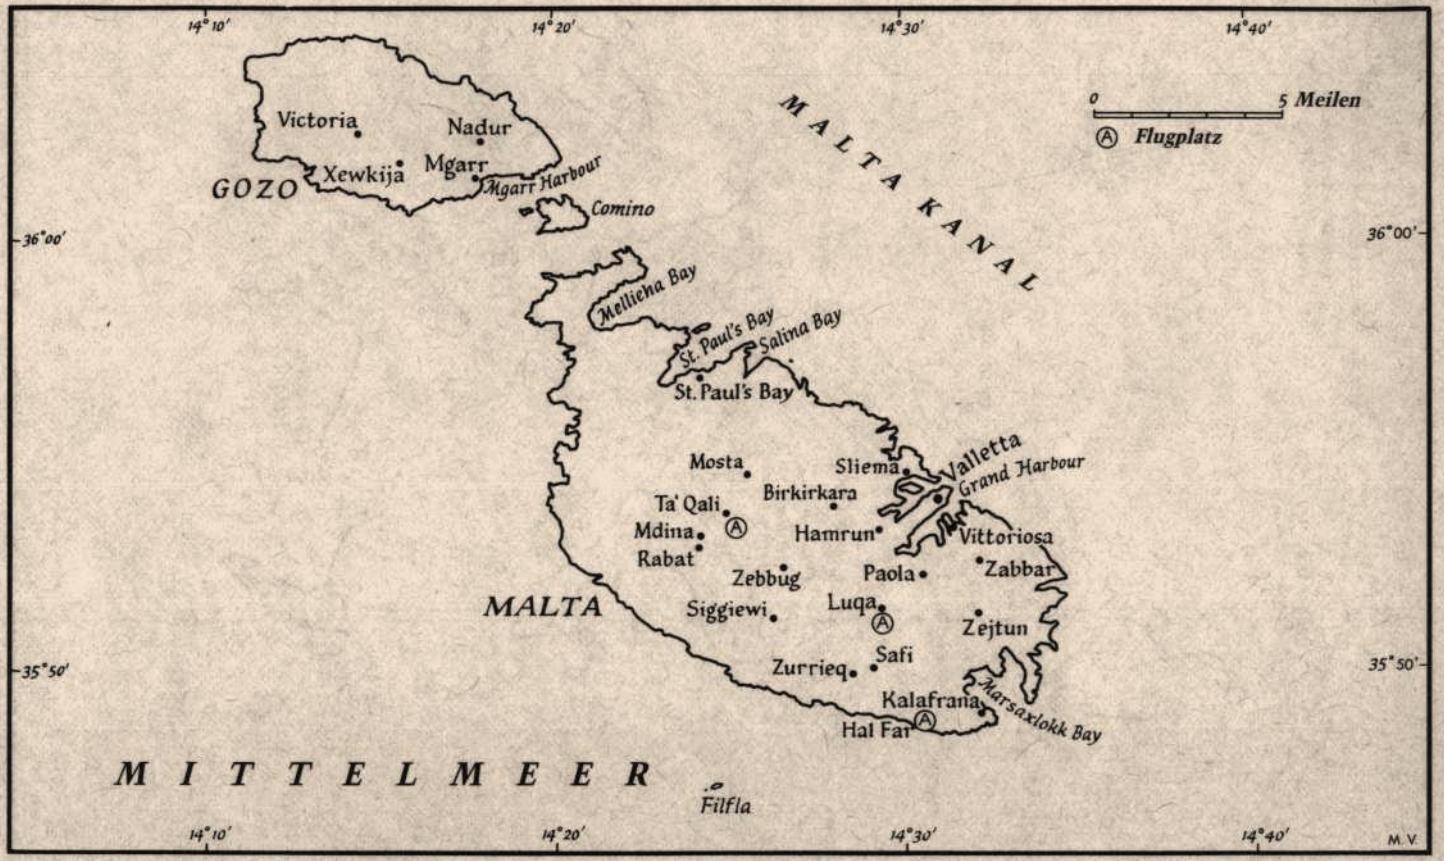 14°10'
14°20'
14°30'
14°40'
0 5 Meilen
Ⓐ Flugplatz
MALTA KANAL
Victoria
Nadur
Xewkija
Mgarr
Mgarr Harbour
GOZO
Comino
36°00'
36°00'
Mellieha Bay
St. Paul's Bay
Salina Bay
St. Paul's Bay
Mosta
Sliema
Valletta
Grand Harbour
Birkirkara
Ta' Qali
Ⓐ
Mdina
Hamrun
Vittoriosa
Rabat
Zebbug
Paola
Zabbar
MALTA
Siggiewi
Luqa
Ⓐ
Zejtun
Safi
Zurrieq
35°50'
35°50'
Kalafrana
Marsaxlokk Bay
Hal Far
Ⓐ
MITTELMEER
Filfla
14°10'
14°20'
14°30'
14°40'
M.V.